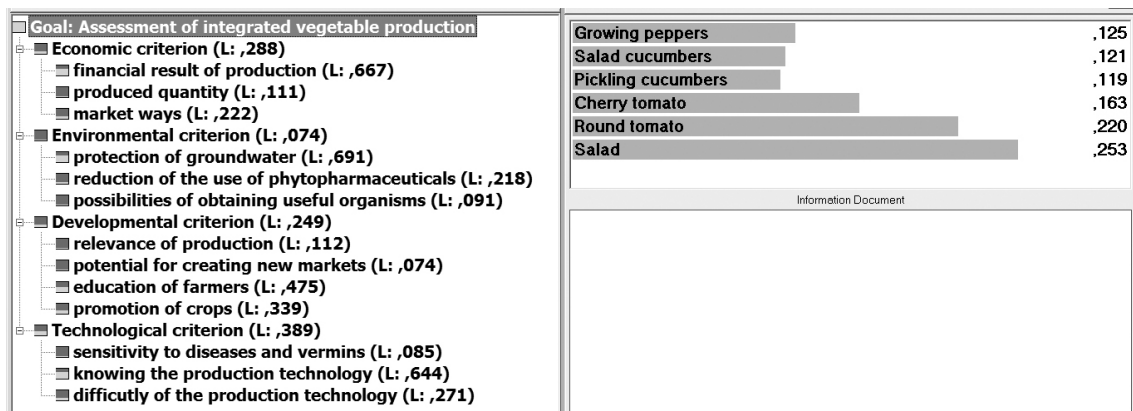 Goal: Assessment of integrated vegetable production
Economic criterion (L: ,288)
financial result of production (L: ,667)
produced quantity (L: ,111)
market ways (L: ,222)
Environmental criterion (L: ,074)
protection of groundwater (L: ,691)
reduction of the use of phytopharmaceuticals (L: ,218)
possibilities of obtaining useful organisms (L: ,091)
Developmental criterion (L: ,249)
relevance of production (L: ,112)
potential for creating new markets (L: ,074)
education of farmers (L: ,475)
promotion of crops (L: ,339)
Technological criterion (L: ,389)
sensitivity to diseases and vermins (L: ,085)
knowing the production technology (L: ,644)
difficutly of the production technology (L: ,271)
Growing peppers ,125
Salad cucumbers ,121
Pickling cucumbers ,119
Cherry tomato ,163
Round tomato ,220
Salad ,253
Information Document